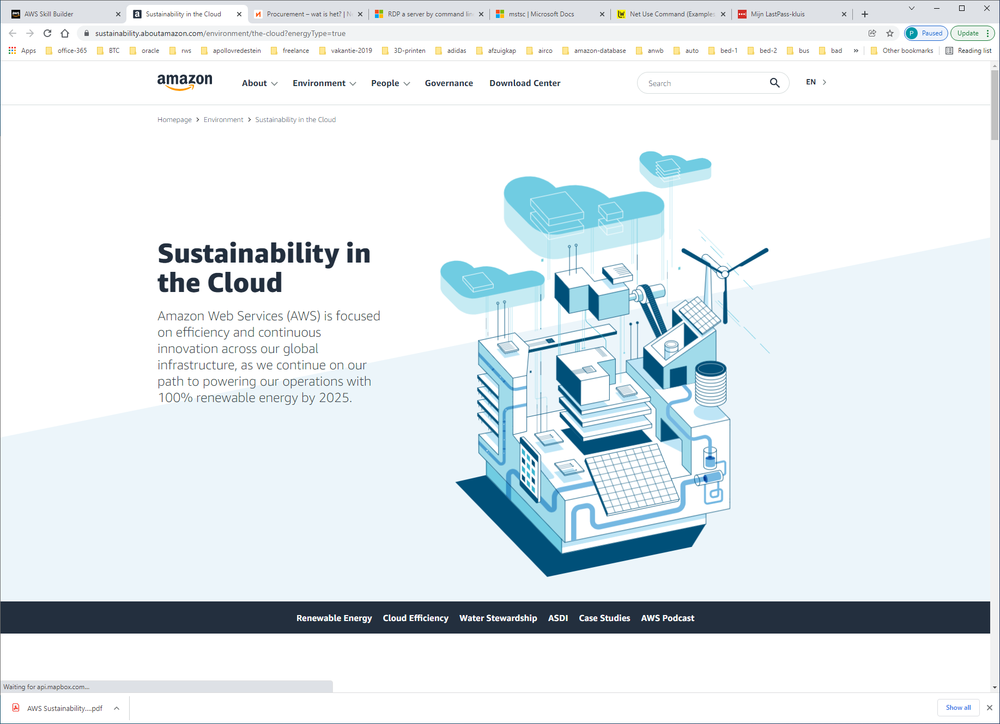 aws AWS Skill Builder
a Sustainability in the Cloud
Procurement – wat is het? | N
RDP a server by command lin
mstsc | Microsoft Docs
Net Use Command (Examples,
Mijn LastPass-kluis
sustainability.aboutamazon.com/environment/the-cloud?energyType=true
P Paused
Update
Apps office-365 BTC oracle rws apollovredestein freelance vakantie-2019 3D-printen adidas afzuigkap airco amazon-database anwb auto bed-1 bed-2 bus bad » Other bookmarks Reading list
amazon About Environment People Governance Download Center Search EN
Homepage > Environment > Sustainability in the Cloud
Sustainability in
the Cloud
Amazon Web Services (AWS) is focused
on efficiency and continuous
innovation across our global
infrastructure, as we continue on our
path to powering our operations with
100% renewable energy by 2025.
Renewable Energy Cloud Efficiency Water Stewardship ASDI Case Studies AWS Podcast
Waiting for api.mapbox.com...
AWS Sustainability....pdf
Show all